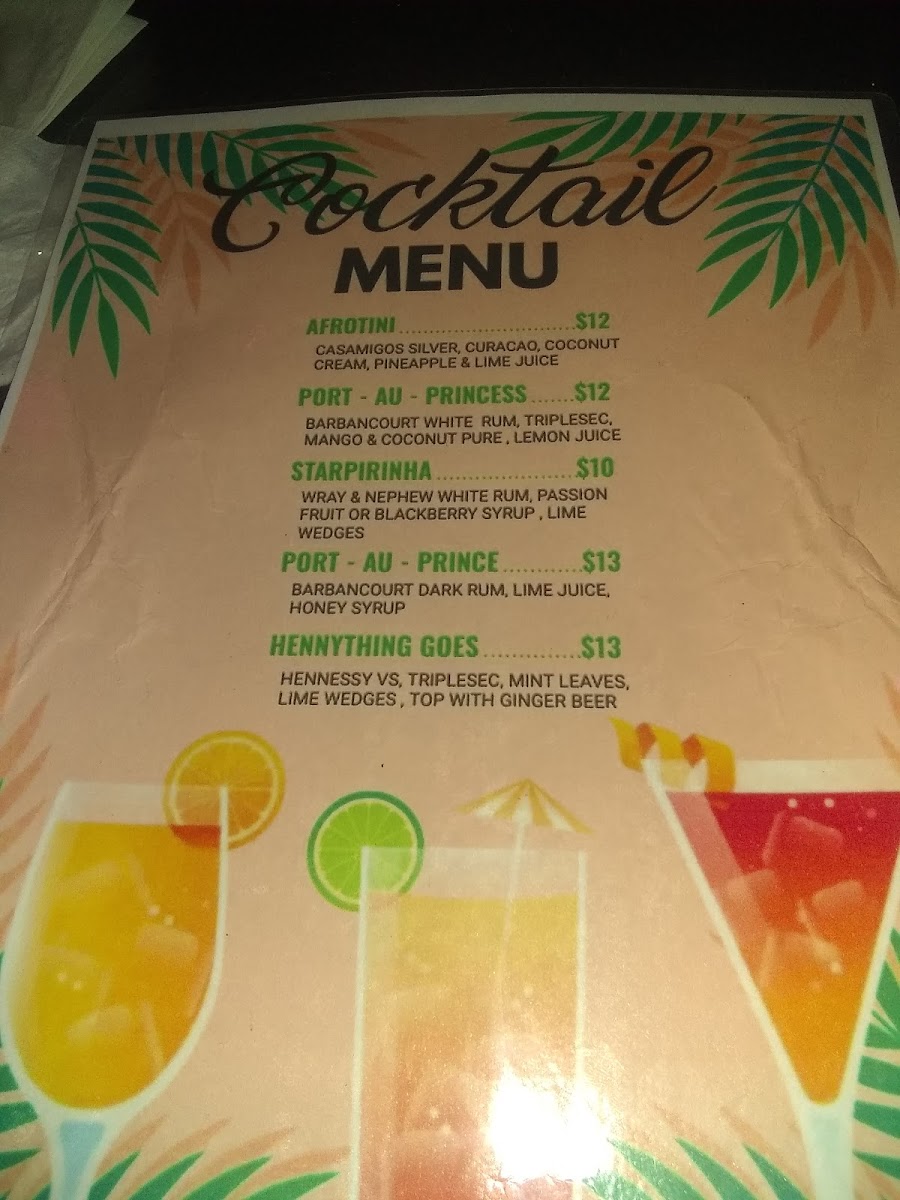 Cocktail
MENU
AFROTINI..............................$12
CASAMIGOS SILVER, CURACAO, COCONUT
CREAM, PINEAPPLE & LIME JUICE
PORT - AU - PRINCESS.......$12
BARBANCOURT WHITE RUM, TRIPLESEC,
MANGO & COCONUT PURE , LEMON JUICE
STARPIRINHA........................$10
WRAY & NEPHEW WHITE RUM, PASSION
FRUIT OR BLACKBERRY SYRUP , LIME
WEDGES
PORT - AU - PRINCE.............$13
BARBANCOURT DARK RUM, LIME JUICE,
HONEY SYRUP
HENNYTHING GOES................$13
HENNESSY VS, TRIPLESEC, MINT LEAVES,
LIME WEDGES , TOP WITH GINGER BEER